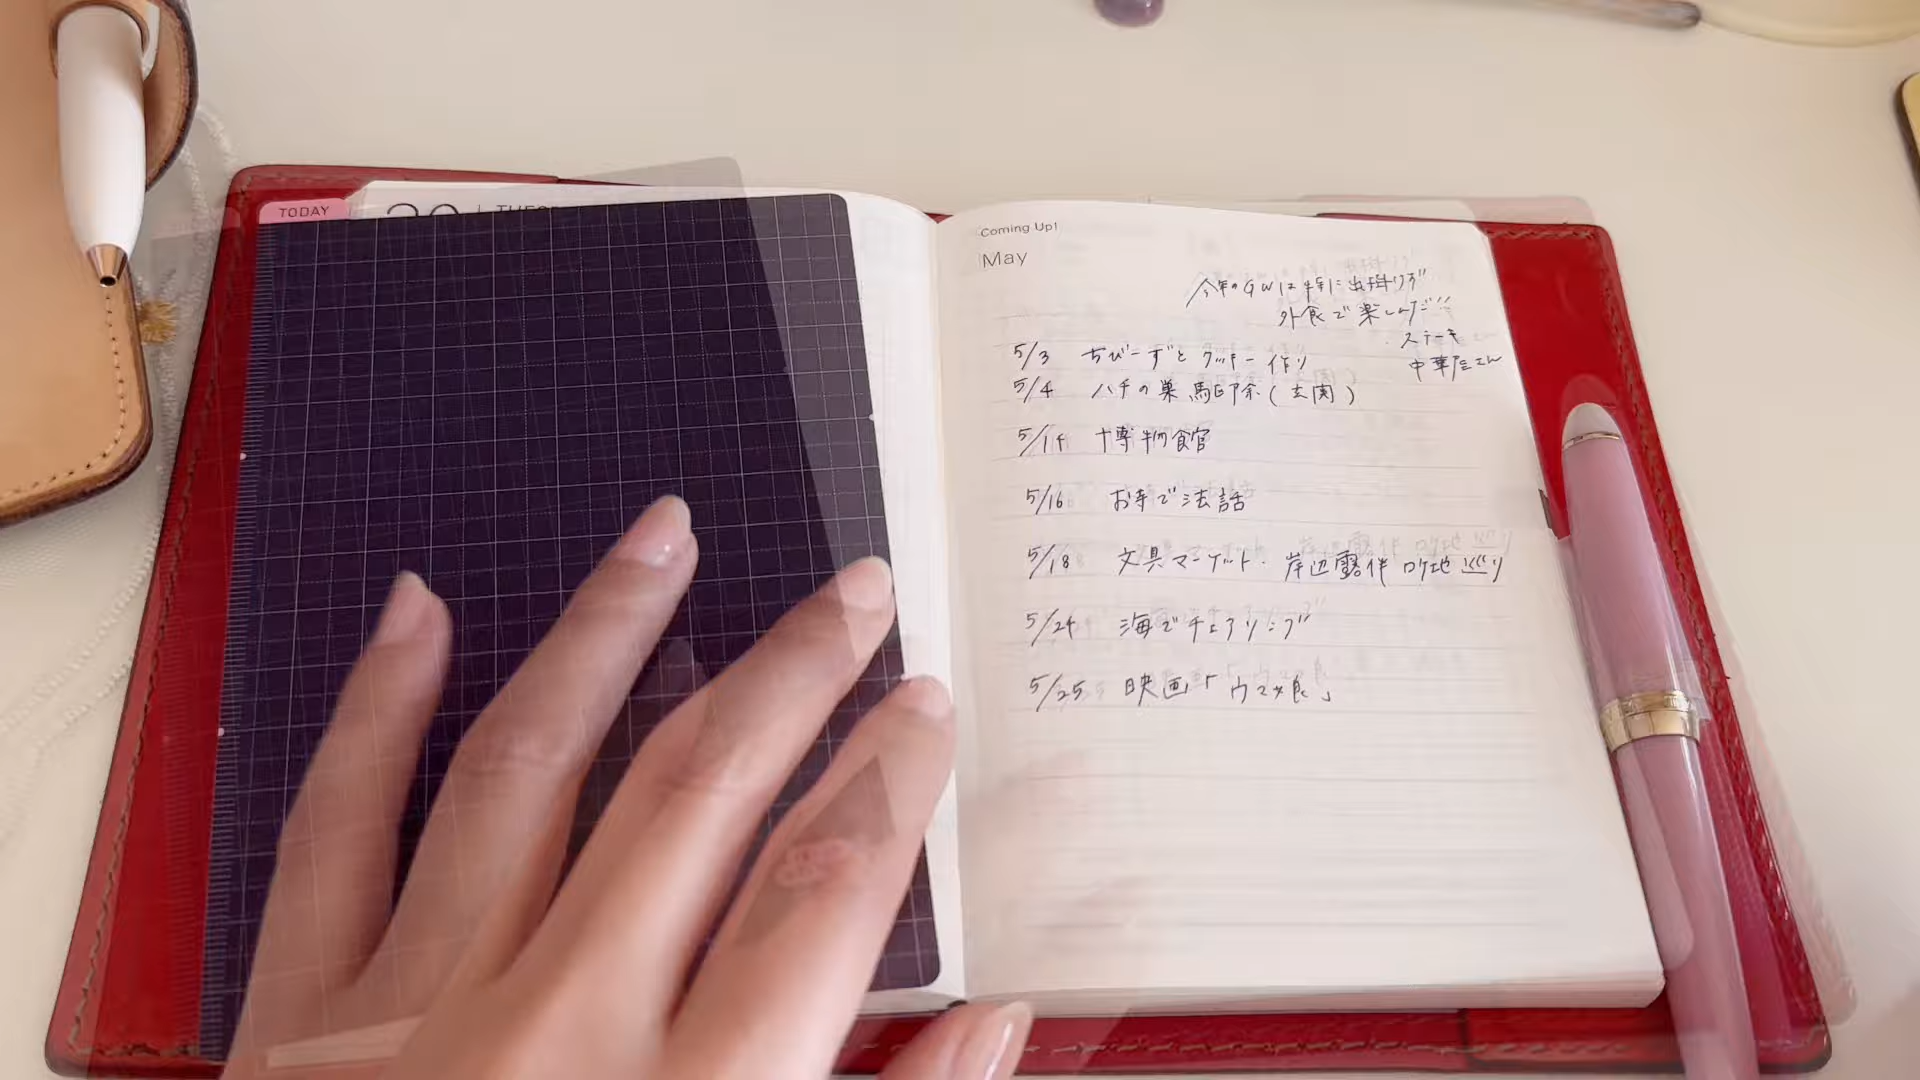 TODAY
Coming Up!
May
今年のGWは特に出掛けず
外食で楽しんだ!!
・ステーキ
中華屋さん
5/3 ちびーずとクッキー作り
5/4 ハチの巣駆除(玄関)
5/14 博物館
5/16 お寺で法話
5/18 文具マーケット・岸辺露伴ロケ地巡り
5/24 海でチェアリング
5/25 映画「ウマ娘」